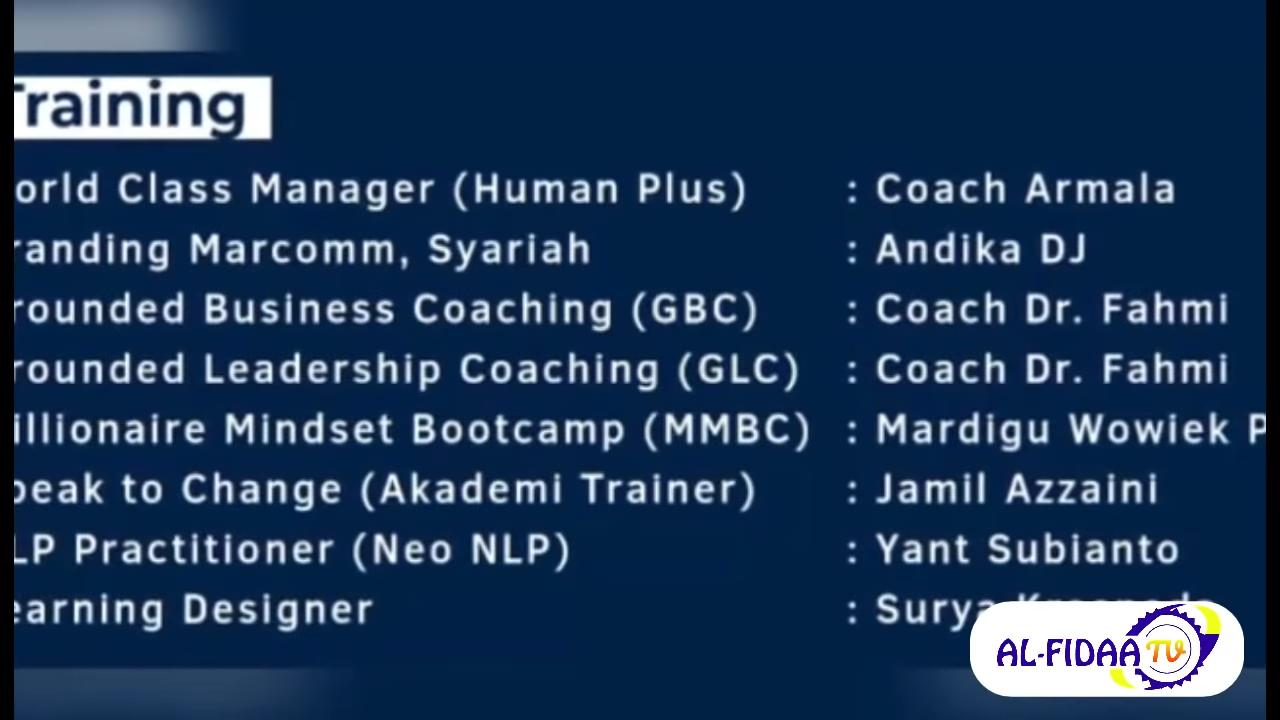 Training
orld Class Manager (Human Plus) : Coach Armala
randing Marcomm, Syariah : Andika DJ
rounded Business Coaching (GBC) : Coach Dr. Fahmi
rounded Leadership Coaching (GLC) : Coach Dr. Fahmi
illionaire Mindset Bootcamp (MMBC) : Mardigu Wowiek P
peak to Change (Akademi Trainer) : Jamil Azzaini
LP Practitioner (Neo NLP) : Yant Subianto
earning Designer : Surya
AL-FIDAA TV